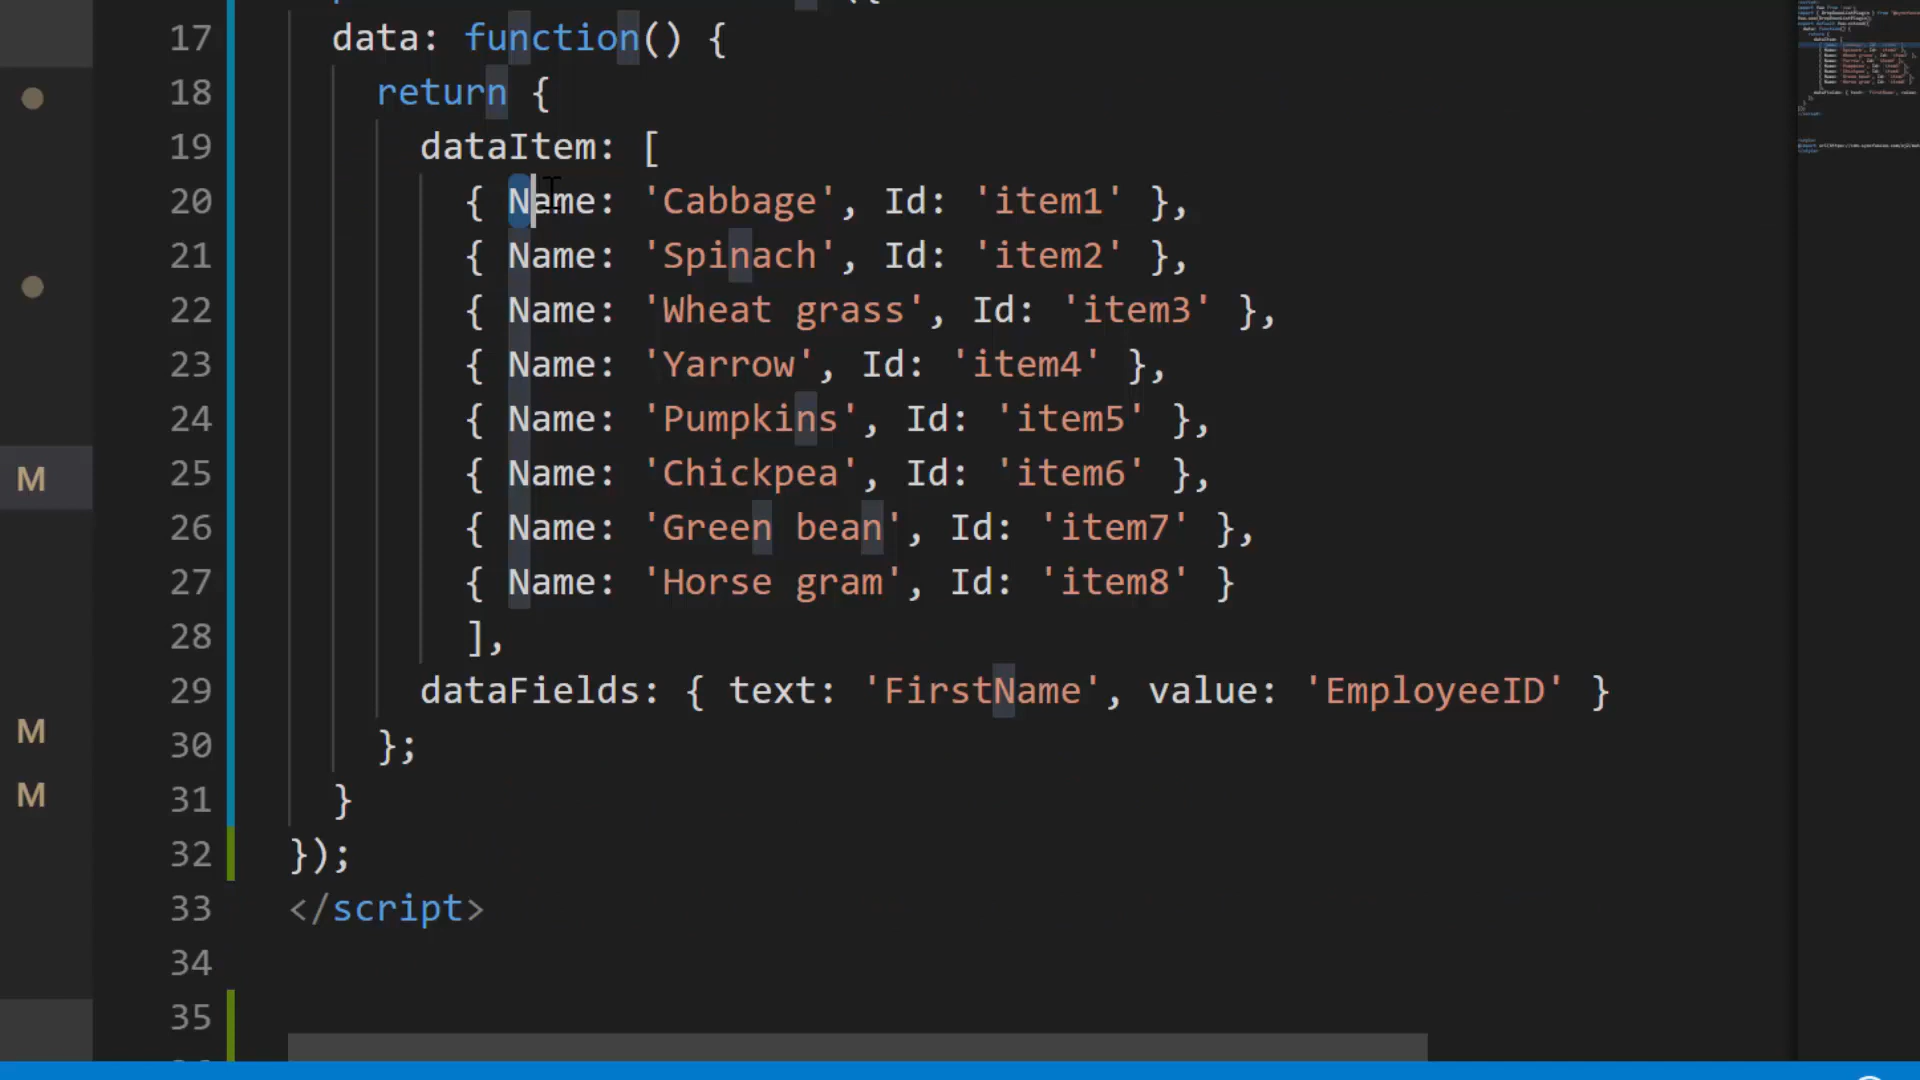 17 data: function() {
18 return {
19 dataItem: [
20 { Name: 'Cabbage', Id: 'item1' },
21 { Name: 'Spinach', Id: 'item2' },
22 { Name: 'Wheat grass', Id: 'item3' },
23 { Name: 'Yarrow', Id: 'item4' },
24 { Name: 'Pumpkins', Id: 'item5' },
25 { Name: 'Chickpea', Id: 'item6' },
26 { Name: 'Green bean', Id: 'item7' },
27 { Name: 'Horse gram', Id: 'item8' }
28 ],
29 dataFields: { text: 'FirstName', value: 'EmployeeID' }
30 };
31 }
32 });
33 </script>
34
35
M
M
M